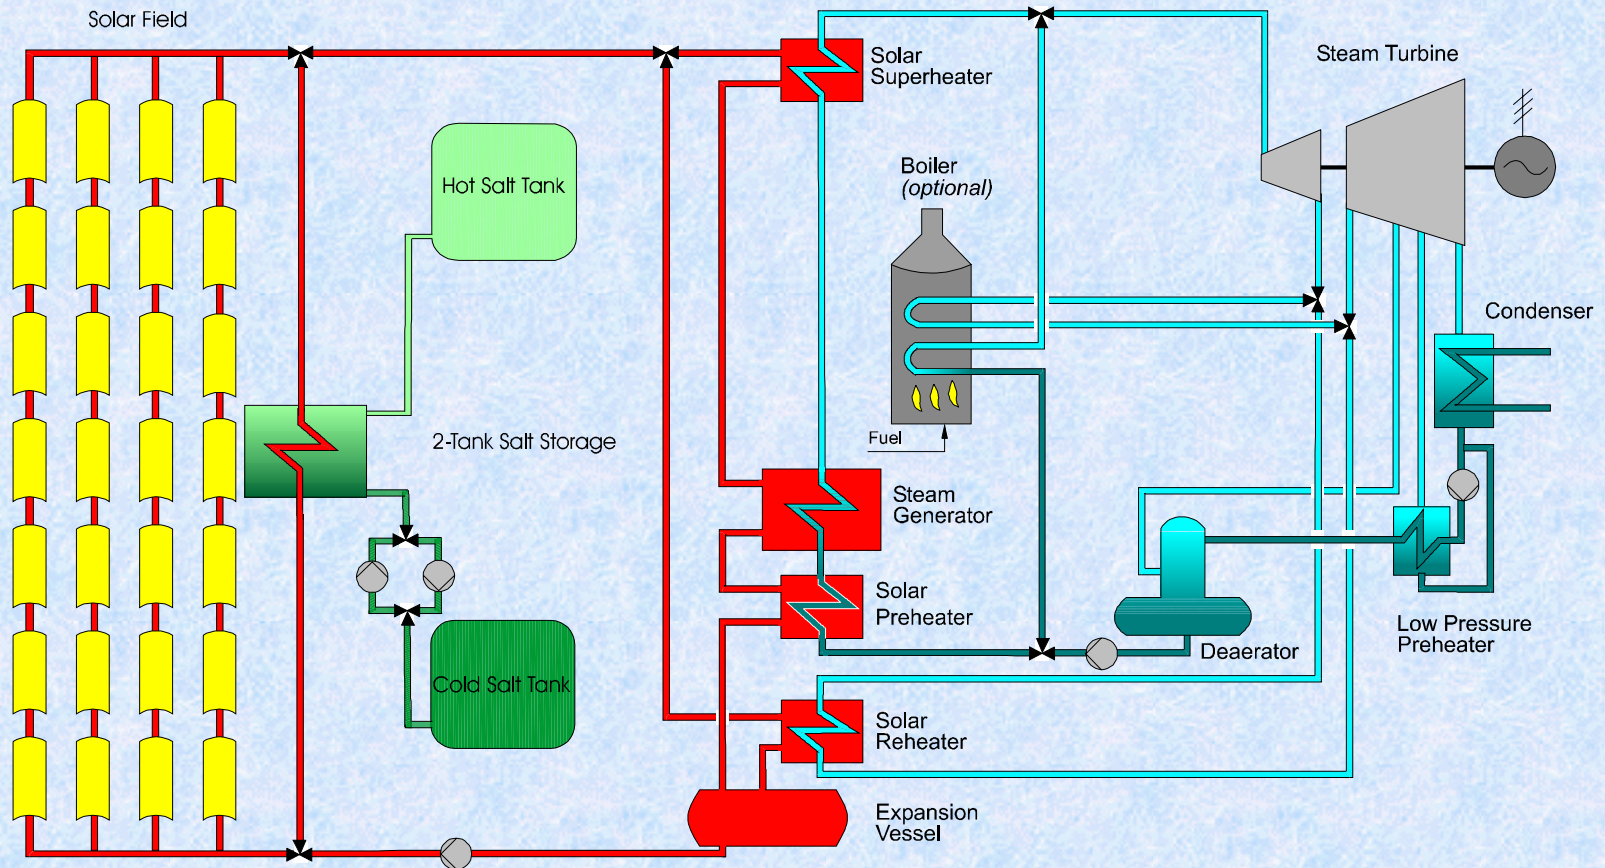 Solar Field
Solar
Superheater
Steam Turbine
Hot Salt Tank
Boiler
(optional)
Condenser
Fuel
2-Tank Salt Storage
Steam
Generator
Solar
Preheater
Low Pressure
Preheater
Deaerator
Cold Salt Tank
Solar
Reheater
Expansion
Vessel